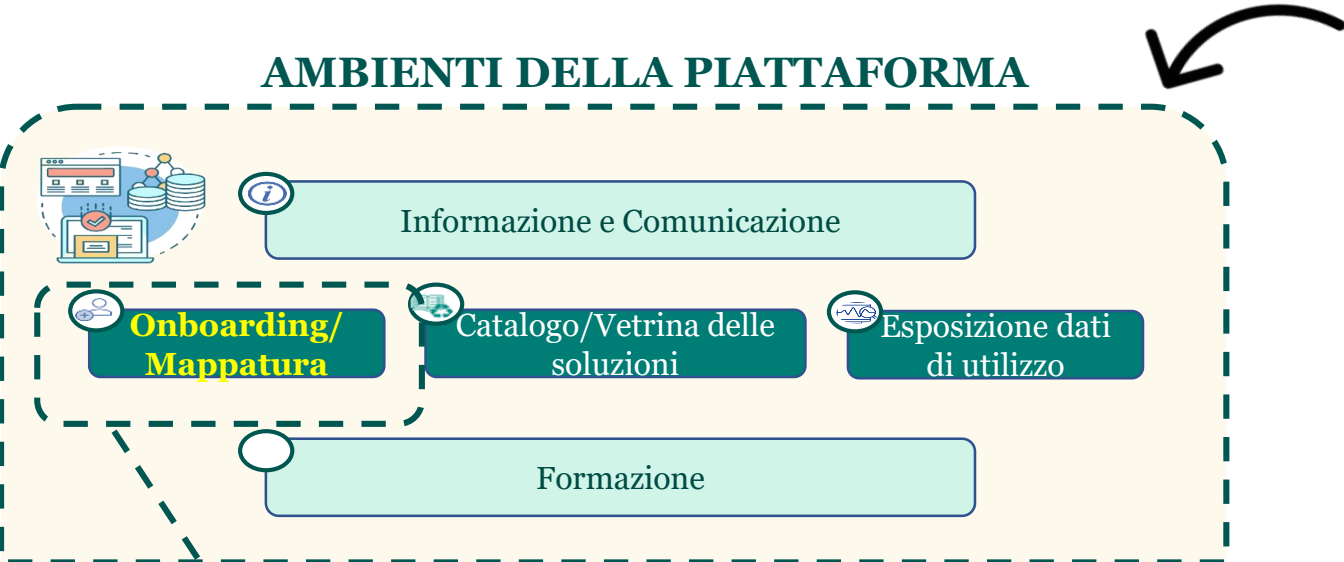 AMBIENTI DELLA PIATTAFORMA
i
Informazione e Comunicazione
Onboarding/
Mappatura
Catalogo/Vetrina delle
soluzioni
Esposizione dati
di utilizzo
Formazione